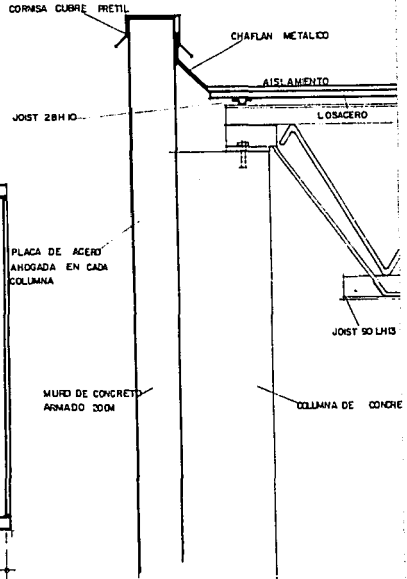 CORNISA CUBRE PRETIL
CHAFLAN METALICO
AISLAMIENTO
JOIST 28H10
LOSACERO
PLACA DE ACERO
AHOGADA EN CADA
COLUMNA
JOIST 90 LH13
MURO DE CONCRETO
ARMADO 200M
COLUMNA DE CONCRE